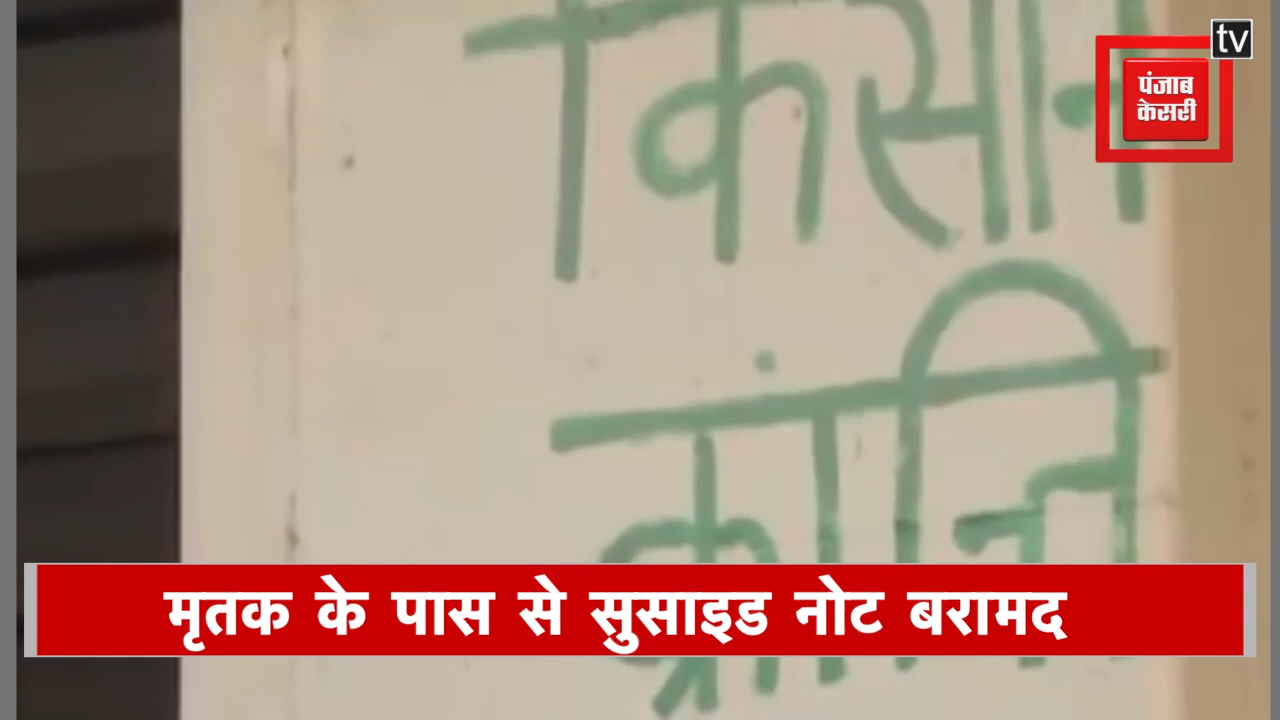 किसान
tv
पंजाब
केसरी
क्रांन्ति
मृतक के पास से सुसाइड नोट बरामद